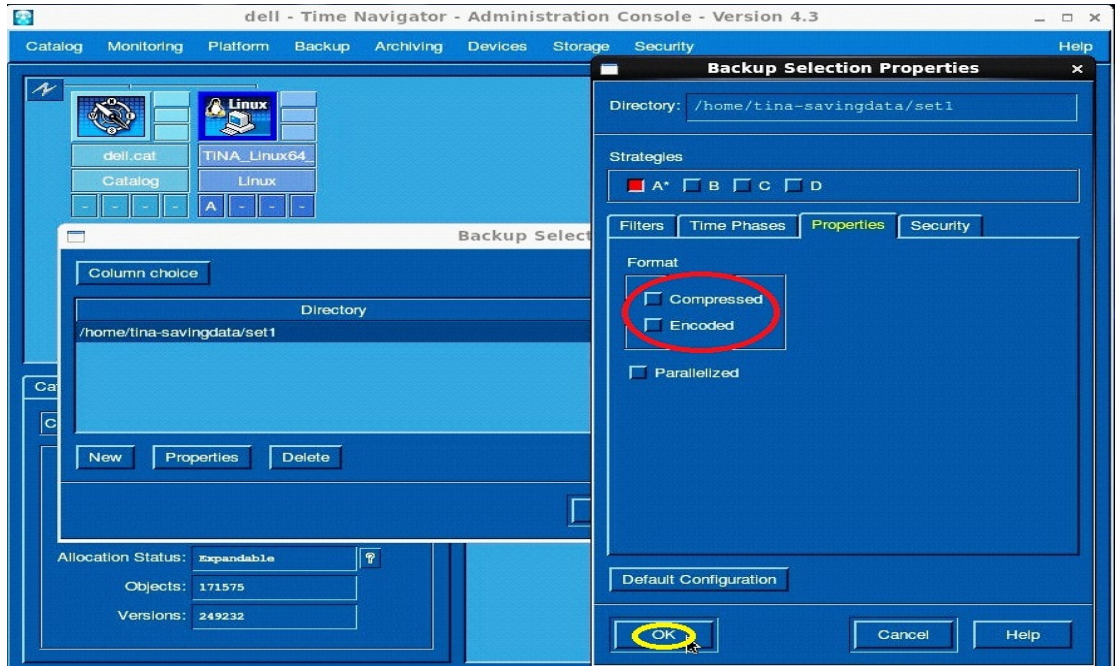 dell - Time Navigator - Administration Console - Version 4.3
Catalog Monitoring Platform Backup Archiving Devices Storage Security Help
Backup Selection Properties
Directory: /home/tina-savingdata/set1
Linux
dell.cat TINA_Linux64_
Catalog Linux
- - - - A - - -
Strategies
A* B C D
Filters Time Phases Properties Security
Format
Compressed
Encoded
Parallelized
Default Configuration
OK Cancel Help
Backup Select
Column choice
Directory
/home/tina-savingdata/set1
New Properties Delete
Ca
C
Allocation Status: Expandable ?
Objects: 171575
Versions: 249232